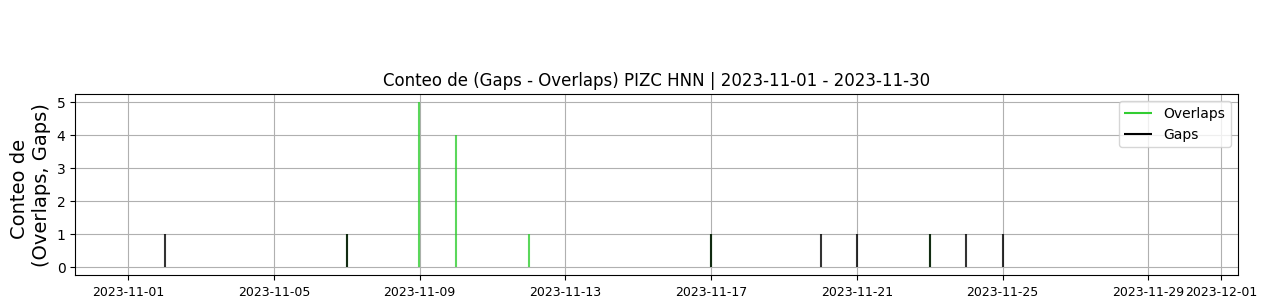 Conteo de (Gaps - Overlaps) PIZC HNN | 2023-11-01 - 2023-11-30
Conteo de
(Overlaps, Gaps)
5
4
3
2
1
0
Overlaps
Gaps
2023-11-01 2023-11-05 2023-11-09 2023-11-13 2023-11-17 2023-11-21 2023-11-25 2023-11-29 2023-12-01